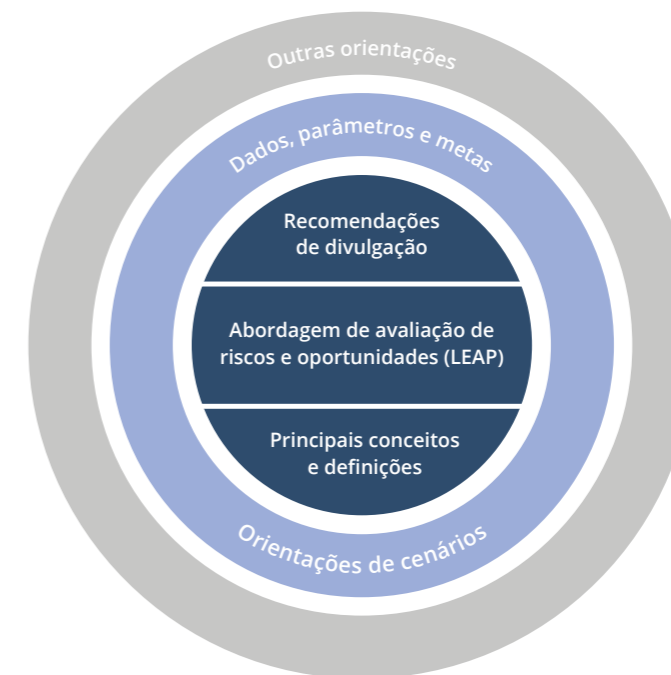 Outras orientações
Dados, parâmetros e metas
Recomendações
de divulgação
Abordagem de avaliação de
riscos e oportunidades (LEAP)
Principais conceitos
e definições
Orientações de cenários